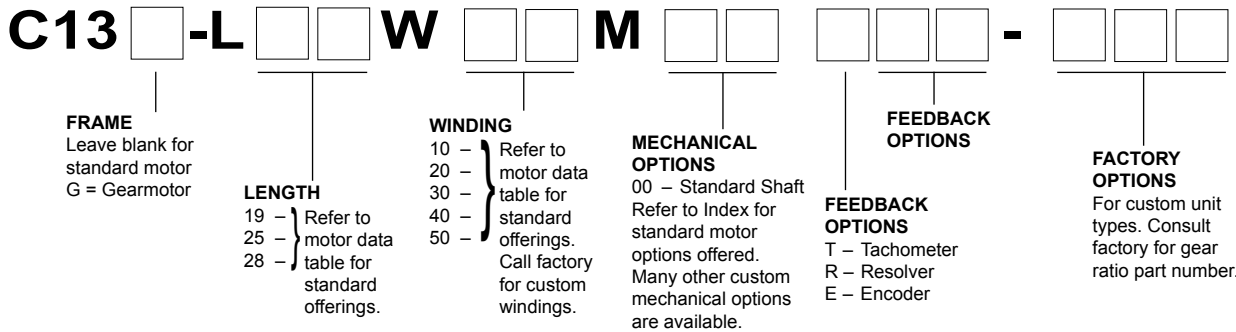 C13 -L W M -
FRAME
Leave blank for
standard motor
G = Gearmotor
LENGTH
19 –
25 –
28 –
Refer to
motor data
table for
standard
offerings.
WINDING
10 –
20 –
30 –
40 –
50 –
Refer to
motor data
table for
standard
offerings.
Call factory
for custom
windings.
MECHANICAL
OPTIONS
00 – Standard Shaft
Refer to Index for
standard motor
options offered.
Many other custom
mechanical options
are available.
FEEDBACK
OPTIONS
T – Tachometer
R – Resolver
E – Encoder
FEEDBACK
OPTIONS
FACTORY
OPTIONS
For custom unit
types. Consult
factory for gear
ratio part number.